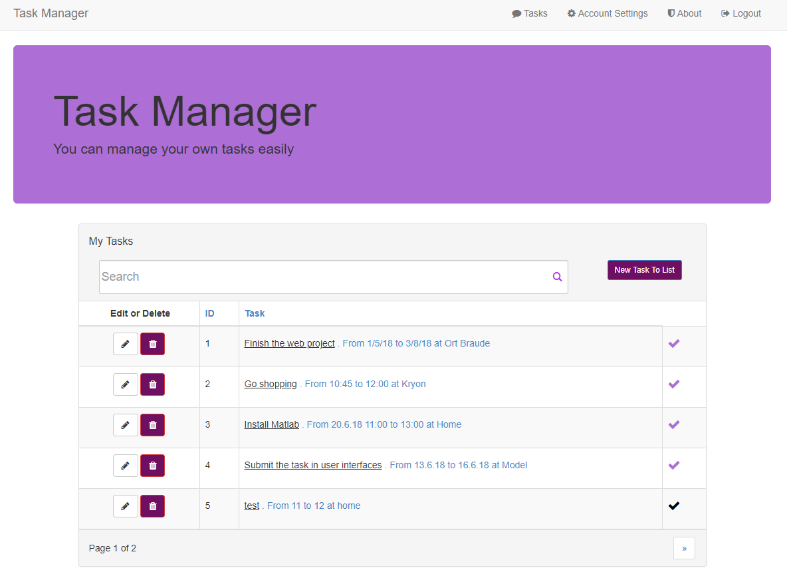 Task Manager Tasks Account Settings About Logout
Task Manager
You can manage your own tasks easily
My Tasks
Search New Task To List
Edit or Delete ID Task
1 Finish the web project . From 1/5/18 to 3/8/18 at Ort Braude
2 Go shopping . From 10:45 to 12:00 at Kryon
3 Install Matlab . From 20.6.18 11:00 to 13:00 at Home
4 Submit the task in user interfaces . From 13.6.18 to 16.6.18 at Model
5 test . From 11 to 12 at home
Page 1 of 2 »